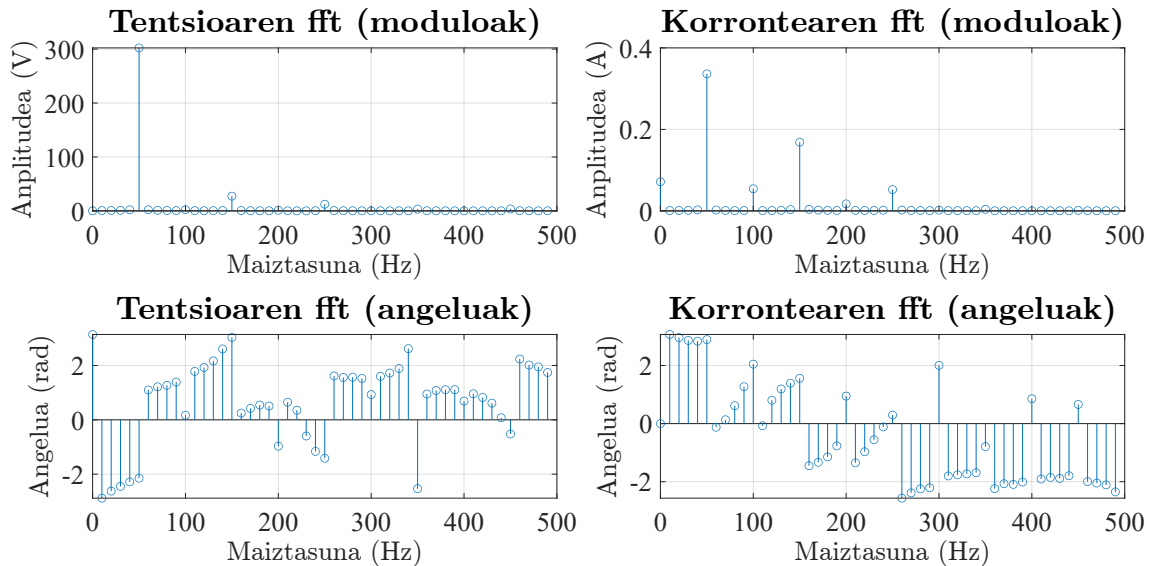 Tentsioaren fft (moduloak)
300
200
100
0
Anplitudea (V)
0 100 200 300 400 500
Maiztasuna (Hz)
Korrontearen fft (moduloak)
0.4
0.2
0
Anplitudea (A)
0 100 200 300 400 500
Maiztasuna (Hz)
Tentsioaren fft (angeluak)
2
0
-2
Angelua (rad)
0 100 200 300 400 500
Maiztasuna (Hz)
Korrontearen fft (angeluak)
2
0
-2
Angelua (rad)
0 100 200 300 400 500
Maiztasuna (Hz)